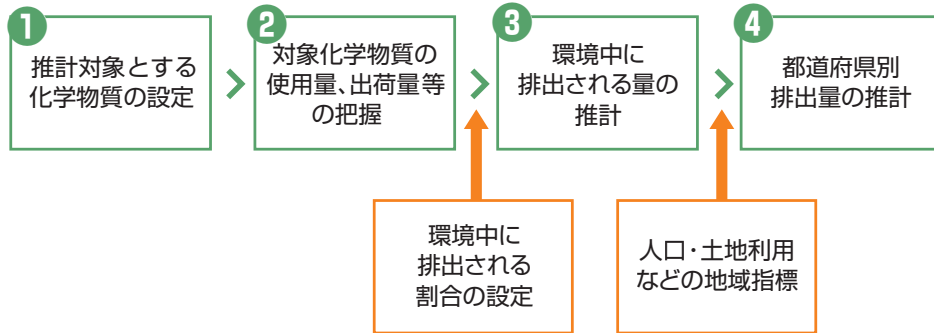 1
推計対象とする
化学物質の設定
2
対象化学物質の
使用量、出荷量等
の把握
3
環境中に
排出される量の
推計
4
都道府県別
排出量の推計
環境中に
排出される
割合の設定
人口・土地利用
などの地域指標